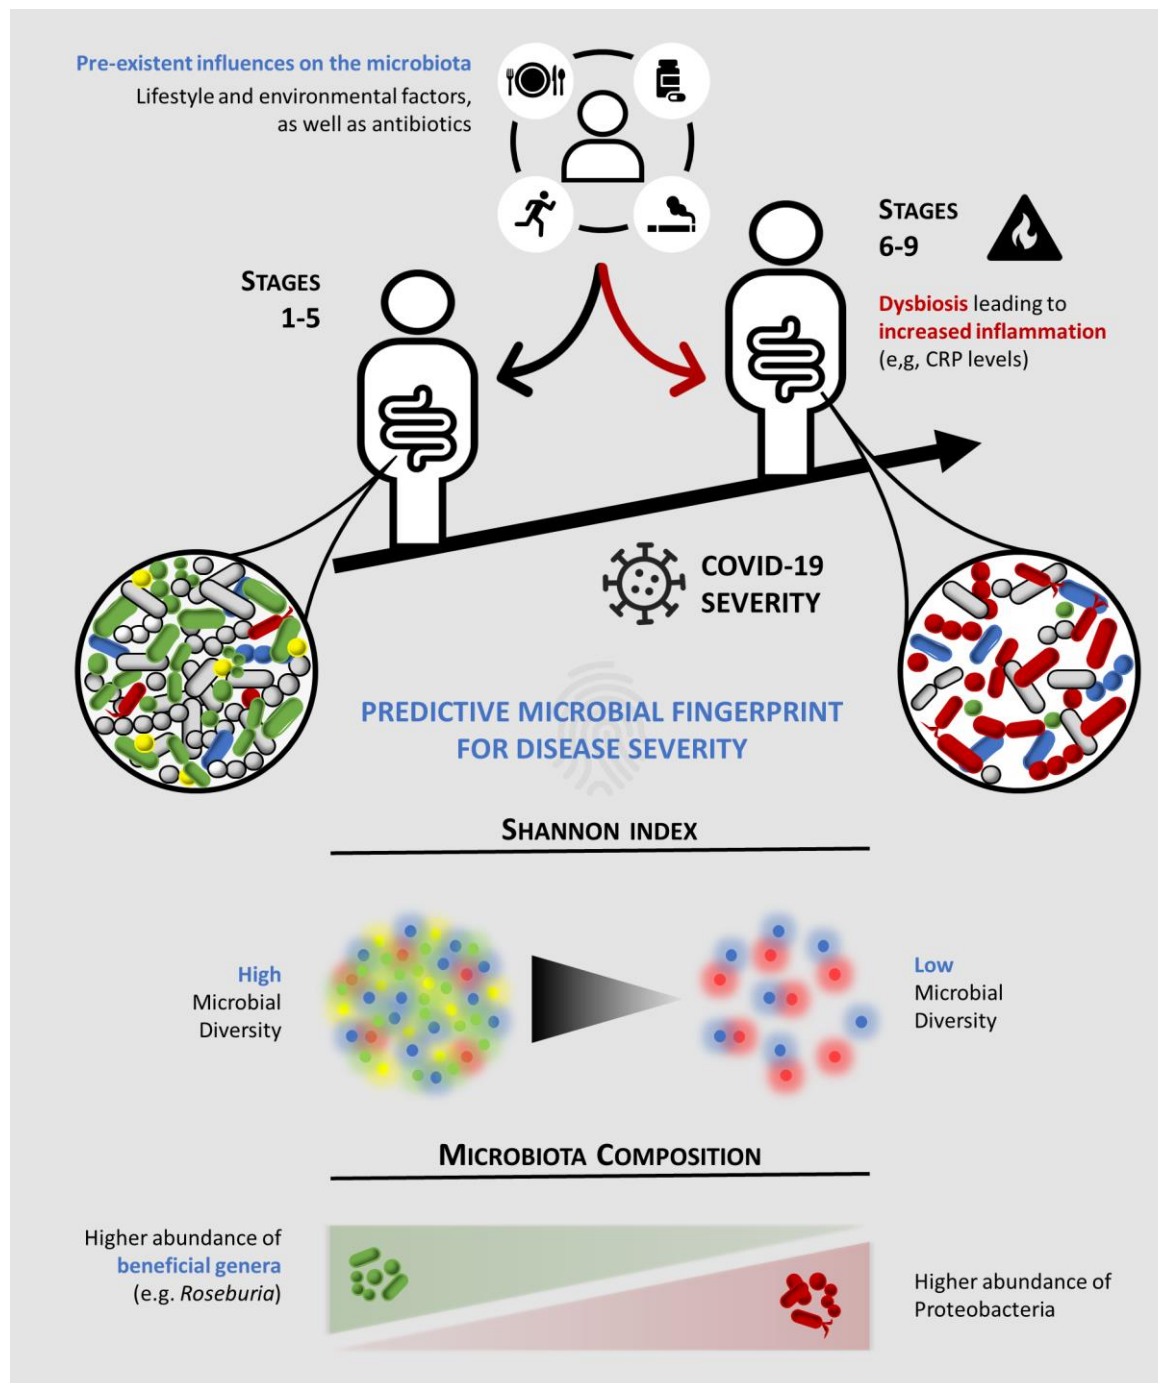 Pre-existent influences on the microbiota
Lifestyle and environmental factors,
as well as antibiotics
STAGES
6-9
STAGES
1-5
Dysbiosis leading to
increased inflammation
(e,g, CRP levels)
COVID-19
SEVERITY
PREDICTIVE MICROBIAL FINGERPRINT
FOR DISEASE SEVERITY
SHANNON INDEX
High
Microbial
Diversity
Low
Microbial
Diversity
MICROBIOTA COMPOSITION
Higher abundance of
beneficial genera
(e.g. Roseburia)
Higher abundance of
Proteobacteria